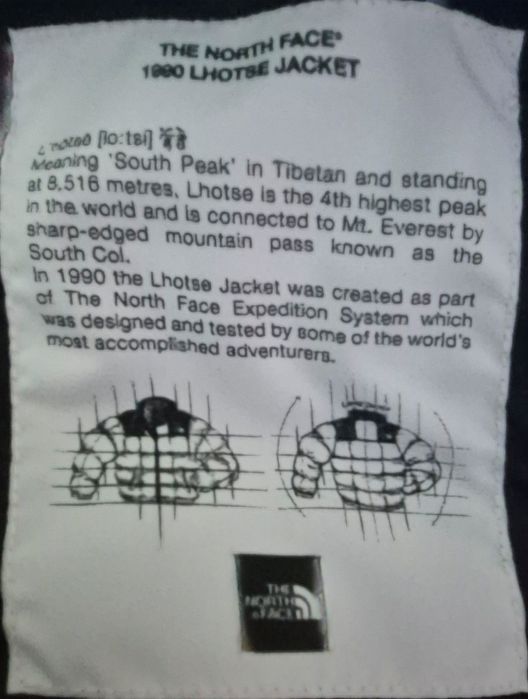 THE NORTH FACE®
1990 LHOTSE JACKET
[lo:tsi]
Meaning 'South Peak' in Tibetan and standing
at 8,516 metres, Lhotse is the 4th highest peak
in the world and is connected to Mt. Everest by
sharp-edged mountain pass known as the
South Col.
In 1990 the Lhotse Jacket was created as part
of The North Face Expedition System which
was designed and tested by some of the world's
most accomplished adventurers.
THE
NORTH
FACE